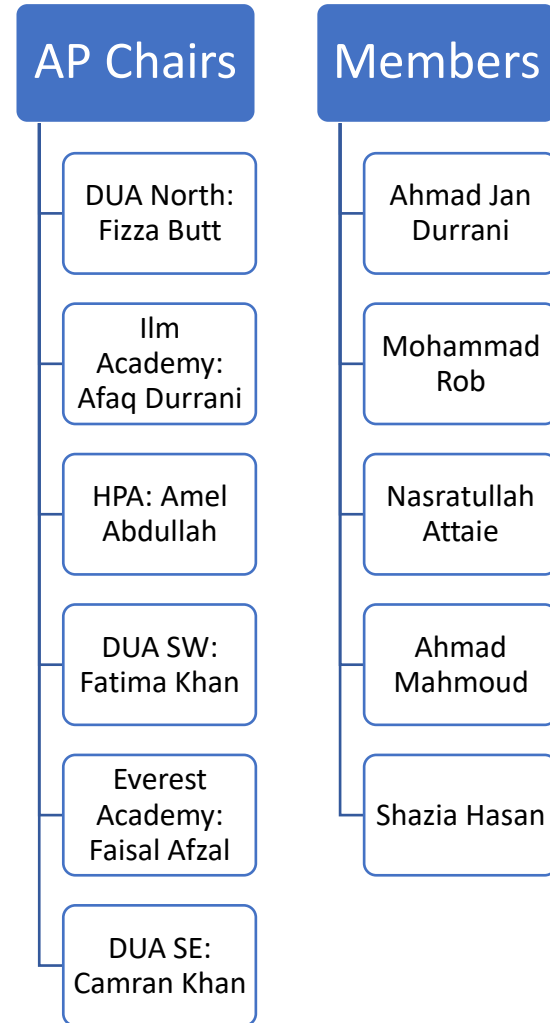 AP Chairs
DUA North:
Fizza Butt
Ilm
Academy:
Afaq Durrani
HPA: Amel
Abdullah
DUA SW:
Fatima Khan
Everest
Academy:
Faisal Afzal
DUA SE:
Camran Khan
Members
Ahmad Jan
Durrani
Mohammad
Rob
Nasratullah
Attaie
Ahmad
Mahmoud
Shazia Hasan